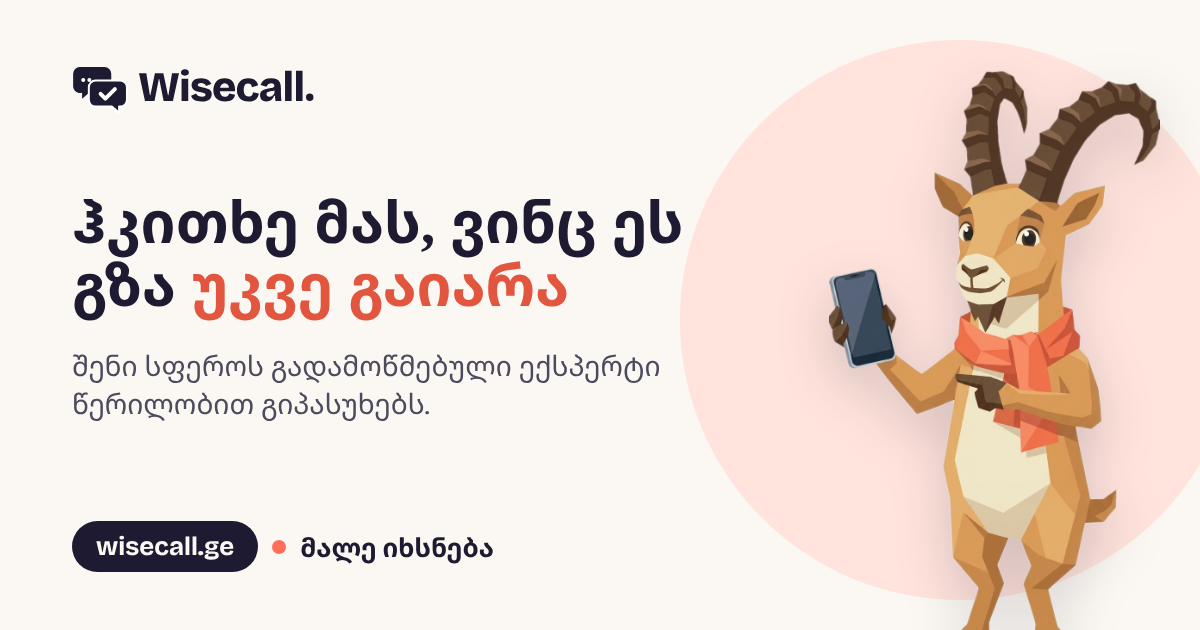 Wisecall.
ჰკითხე მას, ვინც ეს
გზა უკვე გაიარა
შენი სფეროს გადამოწმებული ექსპერტი
წერილობით გიპასუხებს.
wisecall.ge
მალე იხსნება